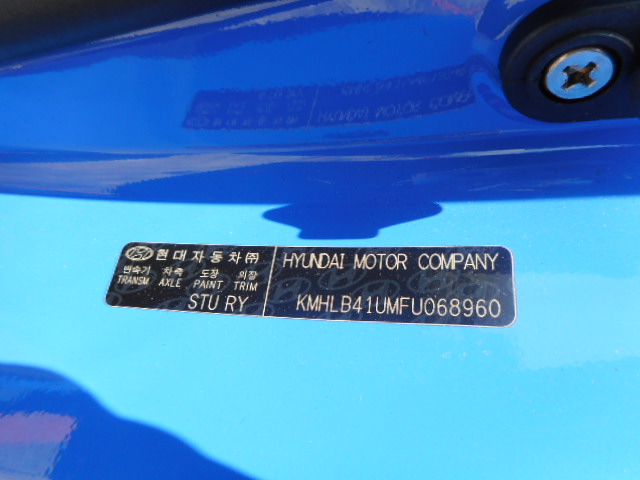 현대자동차㈜
변속기 차축 도장 외장
TRANSM AXLE PAINT TRIM
STU RY
HYUNDAI MOTOR COMPANY
KMHLB41UMFU068960